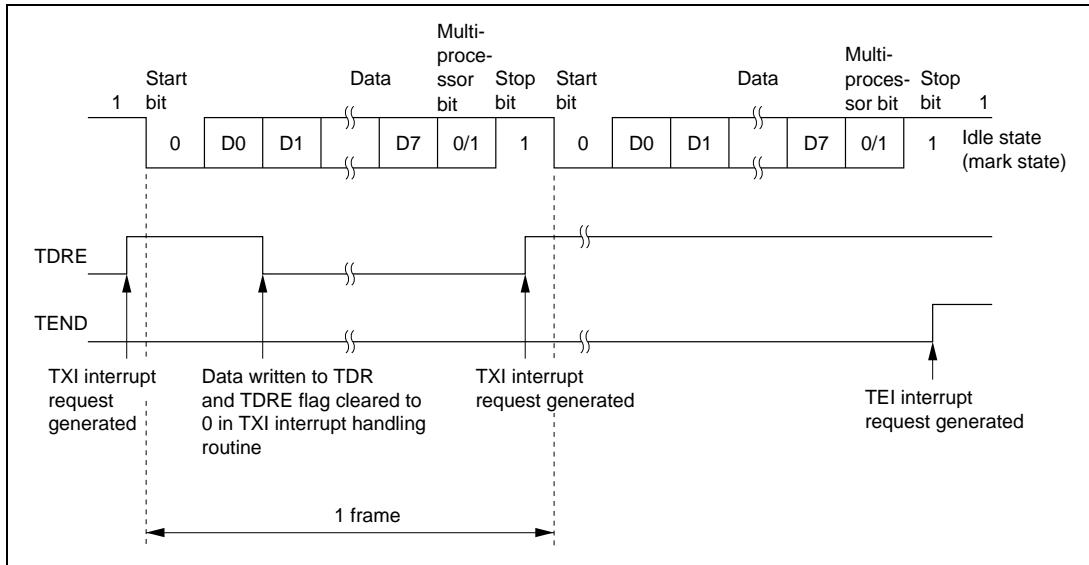 Multi-
proce-
ssor
bit
Multi-
proces-
sor bit
1
Start
bit
Data
Stop
bit
Start
bit
Data
Stop
bit
1
0
D0
D1
D7
0/1
1
0
D0
D1
D7
0/1
1
Idle state
(mark state)
TDRE
TEND
TXI interrupt
request
generated
Data written to TDR
and TDRE flag cleared to
0 in TXI interrupt handling
routine
TXI interrupt
request generated
TEI interrupt
request generated
1 frame